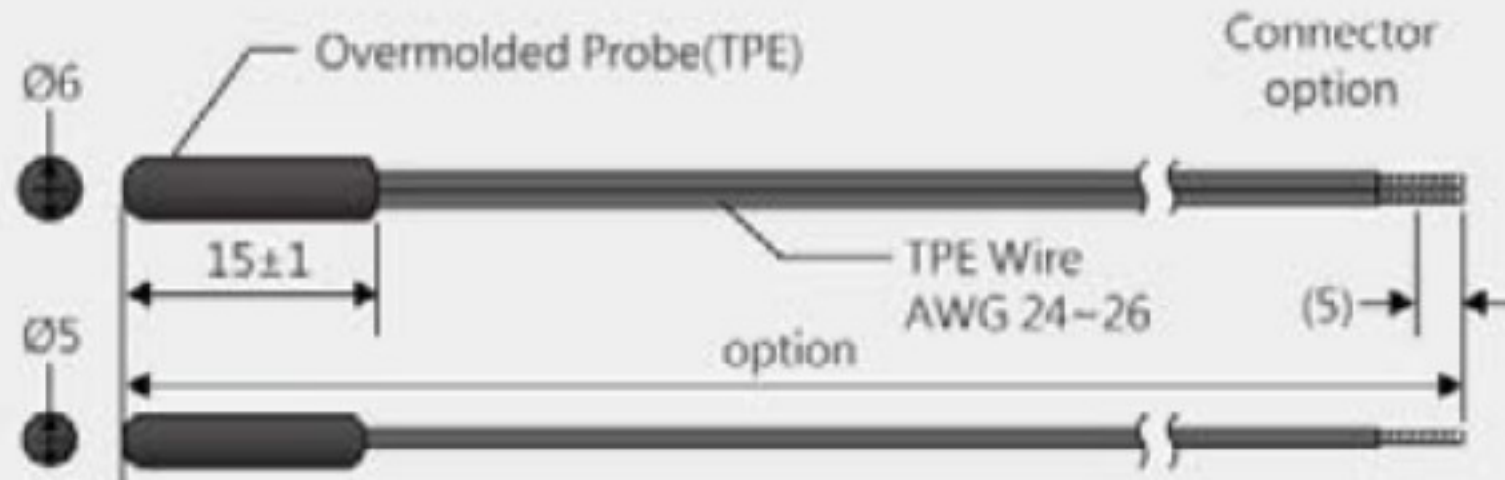 Overmolded Probe(TPE)
Connector
option
Ø6
15±1
TPE Wire
AWG 24~26
(5)
Ø5
option